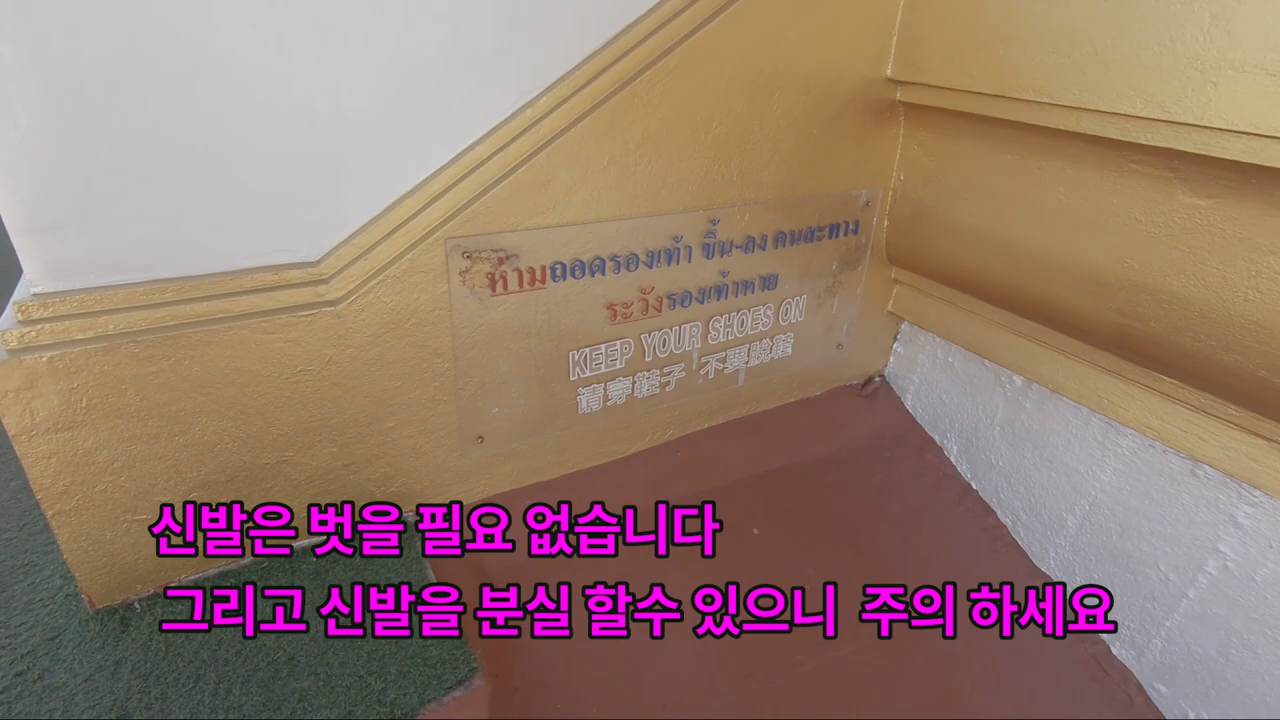 ห้ามถอดรองเท้า ขึ้น-ลง คนละทาง
ระวังรองเท้าหาย
KEEP YOUR SHOES ON
请穿鞋子 不要脱鞋
신발은 벗을 필요 없습니다
그리고 신발을 분실 할수 있으니 주의 하세요